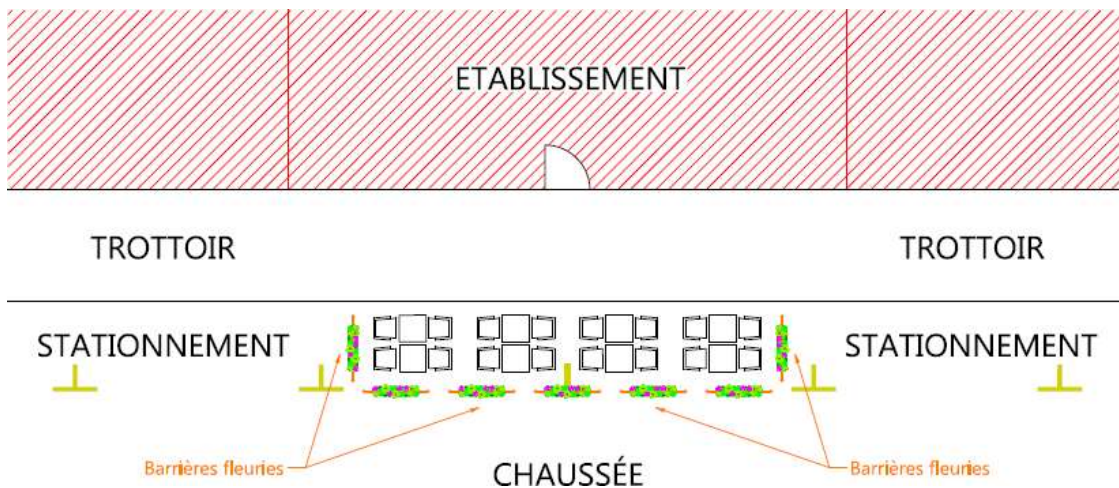 ETABLISSEMENT
TROTTOIR
TROTTOIR
STATIONNEMENT
STATIONNEMENT
Barrières fleuries
Barrières fleuries
CHAUSSÉE